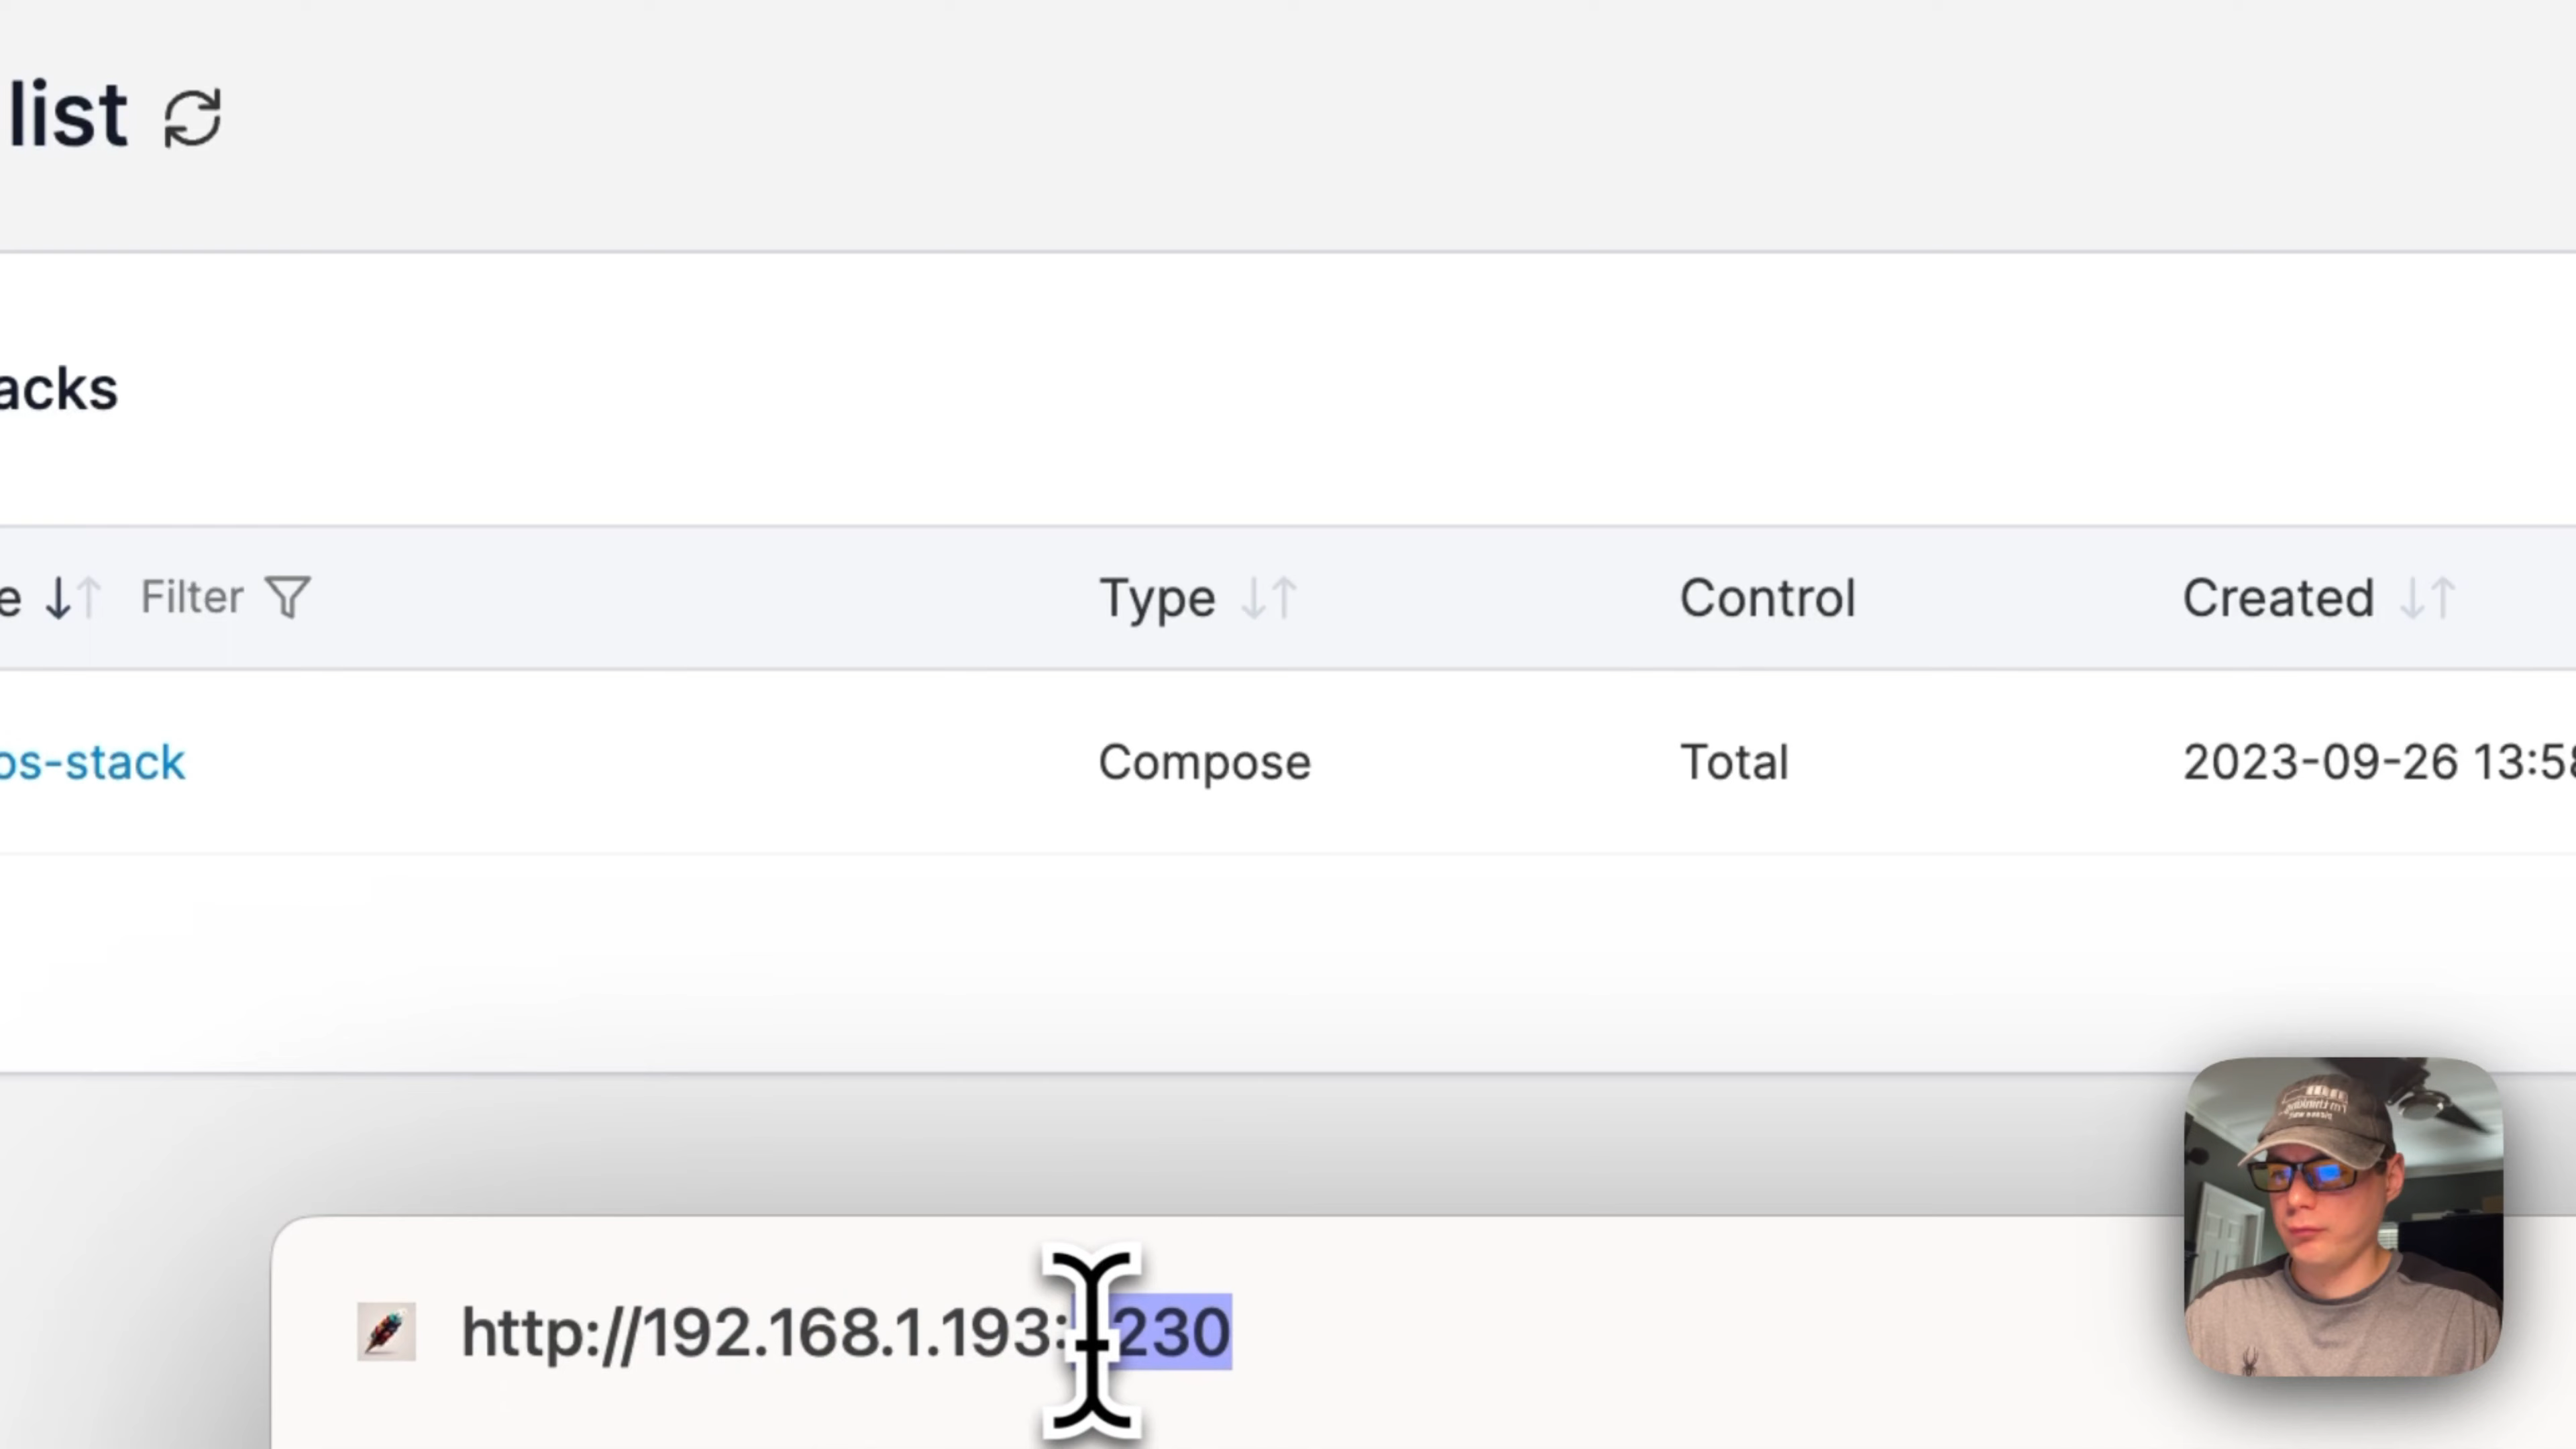 list
acks
e Filter Type Control Created
os-stack Compose Total 2023-09-26 13:58
http://192.168.1.193: 230